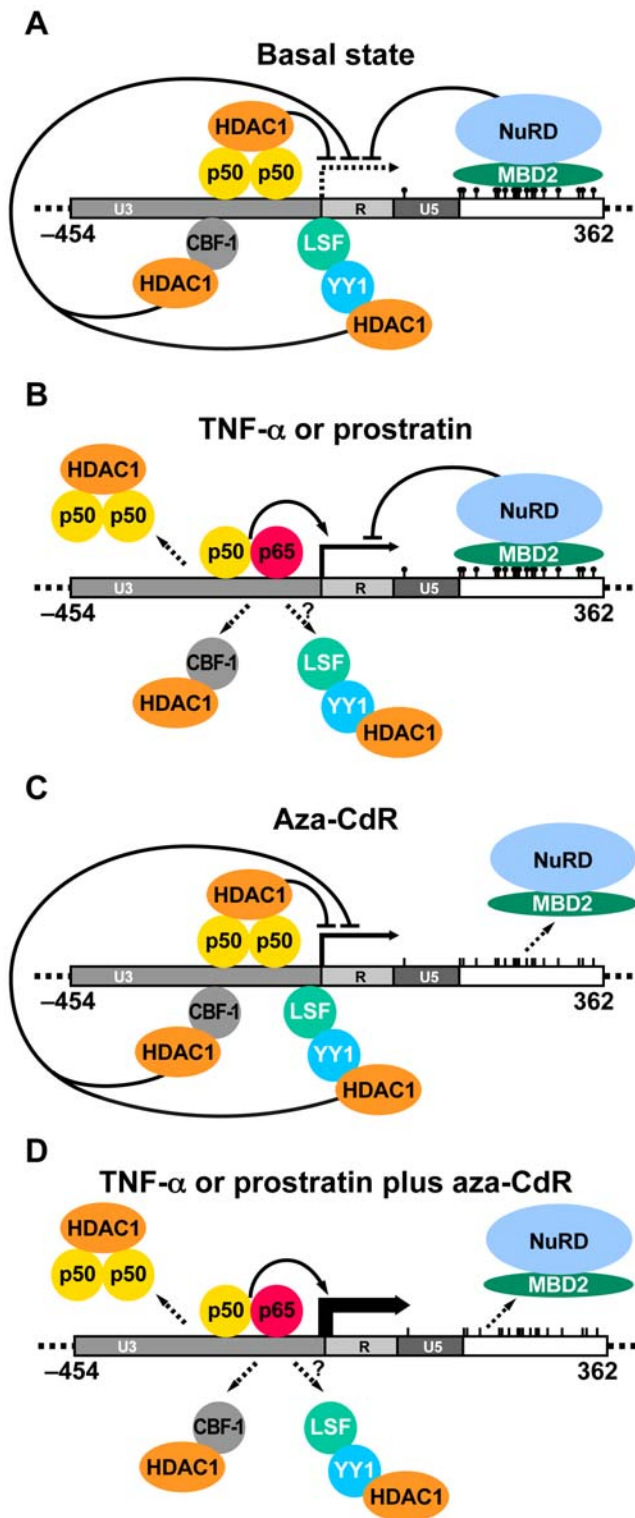 A
Basal state
HDAC1
NuRD
p50 p50
MBD2
U3 R U5
–454 362
CBF-1 LSF
HDAC1 YY1
HDAC1
B
TNF-α or prostratin
HDAC1
NuRD
p50 p50
p50 p65
MBD2
U3 R U5
–454 ? 362
CBF-1 LSF
HDAC1 YY1
HDAC1
C
Aza-CdR
NuRD
HDAC1
MBD2
p50 p50
U3 R U5
–454 362
CBF-1 LSF
HDAC1 YY1
HDAC1
D
TNF-α or prostratin plus aza-CdR
HDAC1
NuRD
p50 p50
MBD2
p50 p65
U3 R U5
–454 ? 362
CBF-1 LSF
HDAC1 YY1
HDAC1